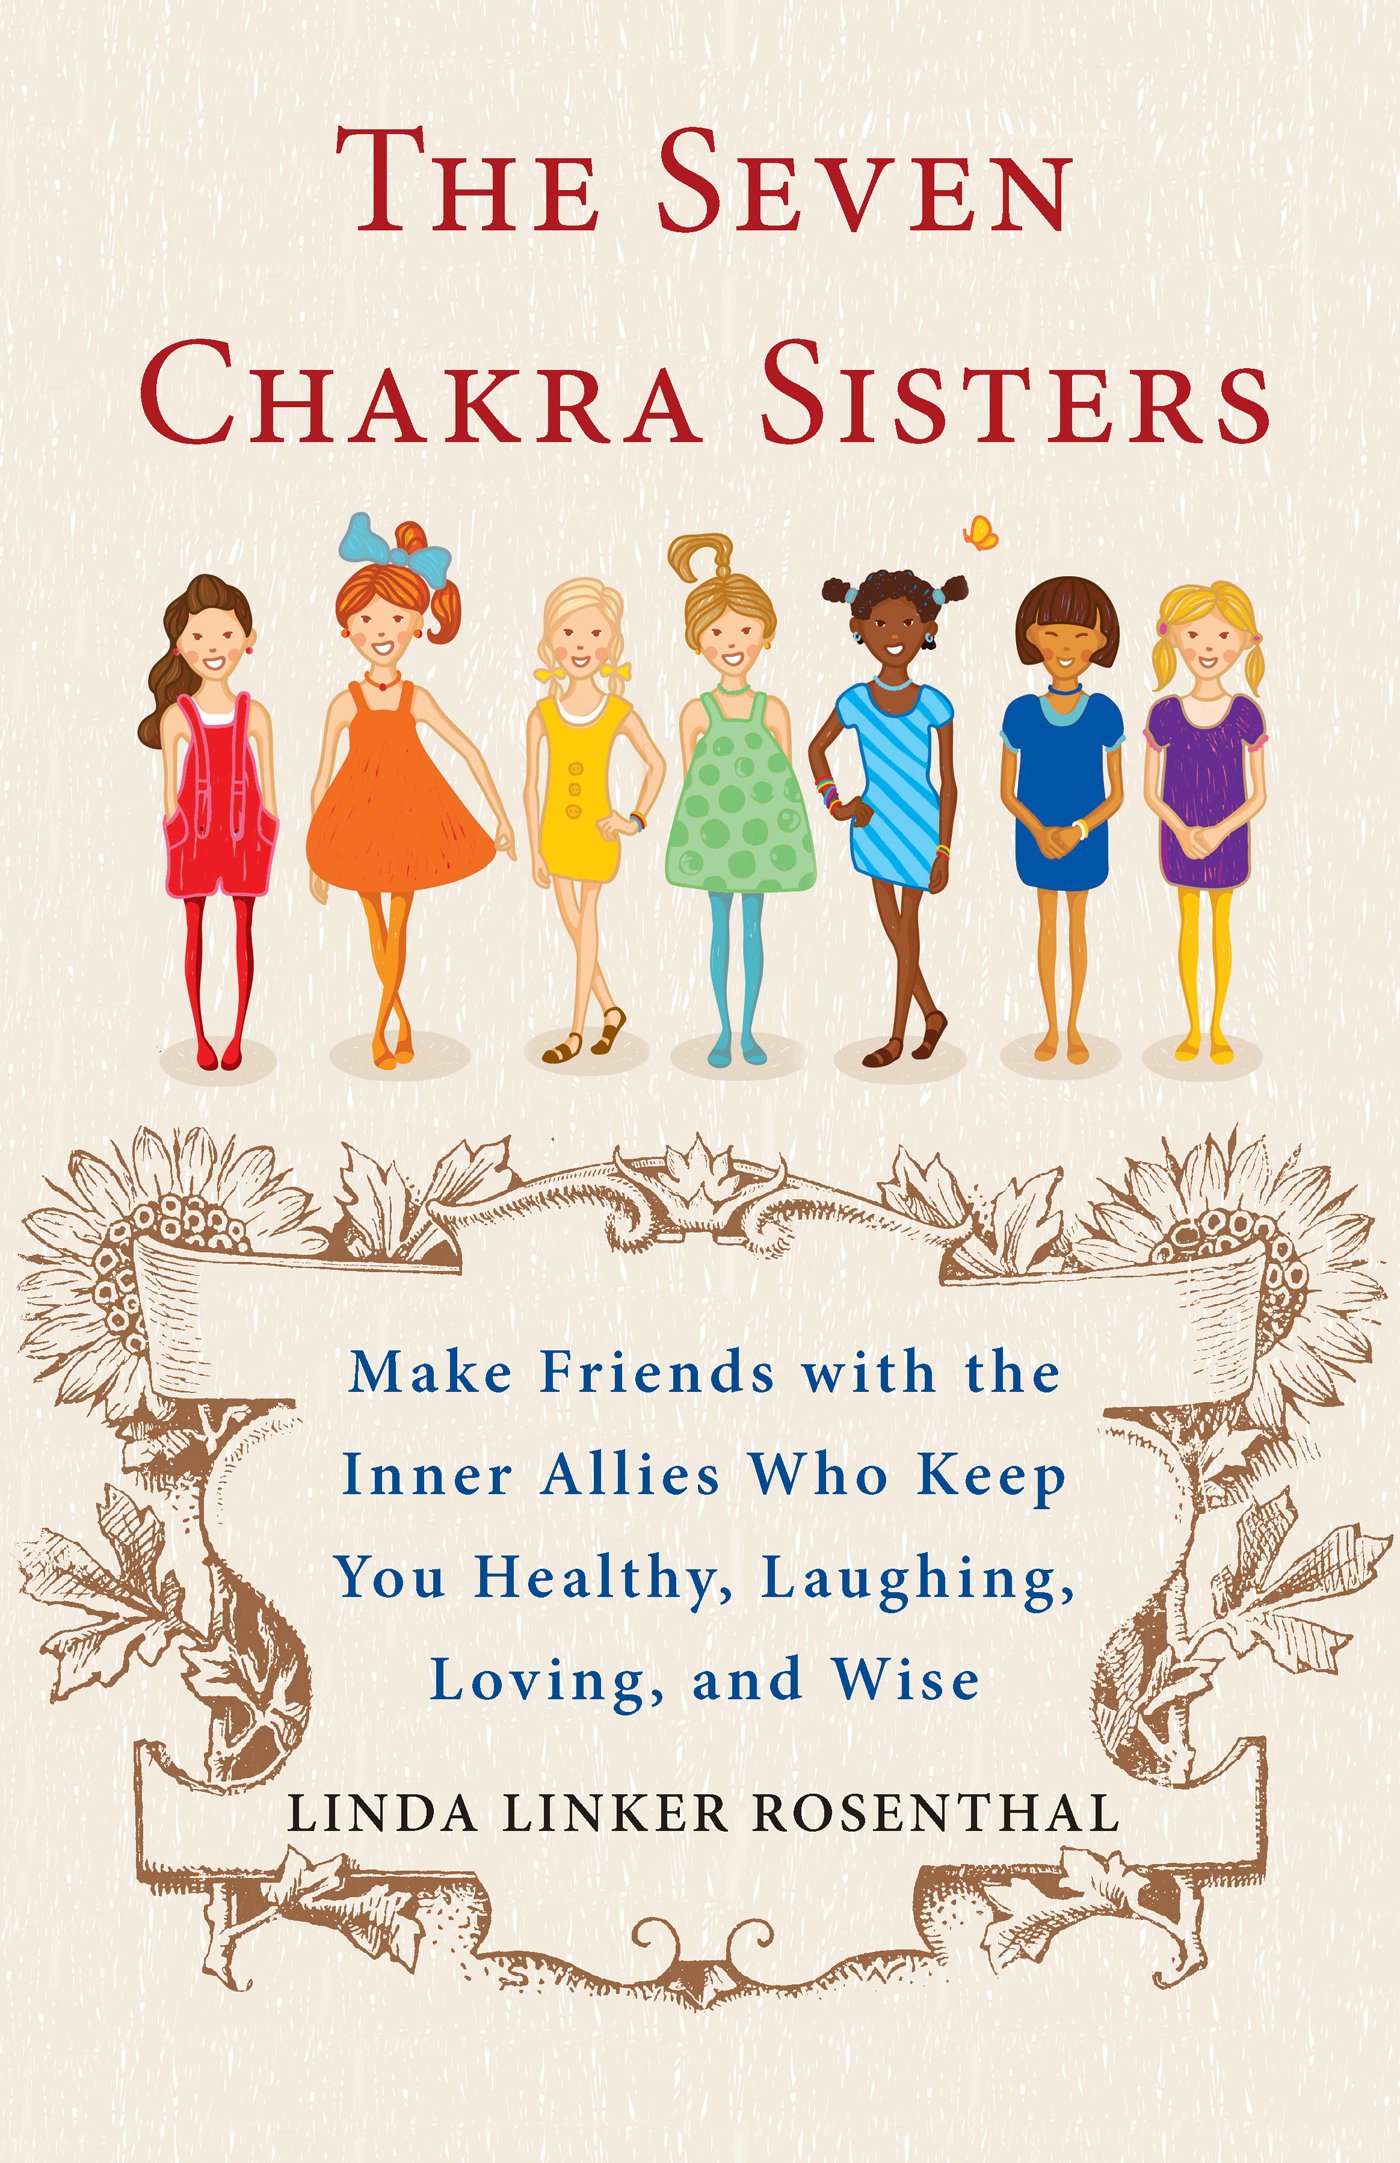 The Seven
Chakra Sisters
Make Friends with the
Inner Allies Who Keep
You Healthy, Laughing,
Loving, and Wise
LINDA LINKER ROSENTHAL